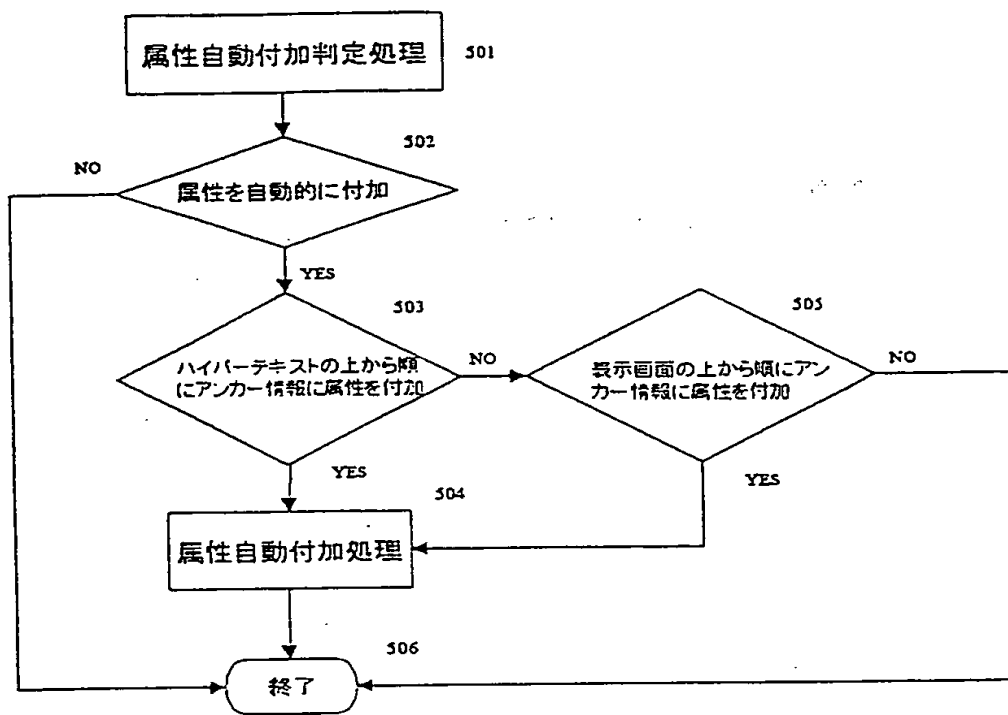 属性自動付加判定処理
501
502
NO
属性を自動的に付加
YES
503
505
ハイパーテキストの上から順
にアンカー情報に属性を付加
NO
表示画面の上から順にアン
カー情報に属性を付加
NO
YES
504
YES
属性自動付加処理
506
終了